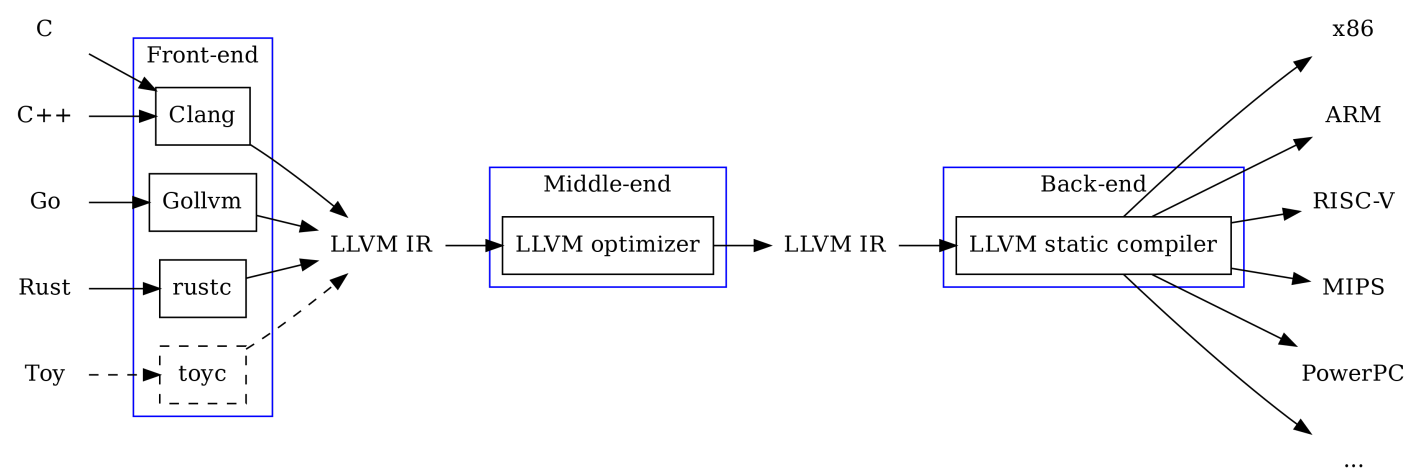 C
C++
Go
Rust
Toy
Front-end
Clang
Gollvm
rustc
toyc
LLVM IR
Middle-end
LLVM optimizer
LLVM IR
Back-end
LLVM static compiler
x86
ARM
RISC-V
MIPS
PowerPC
...